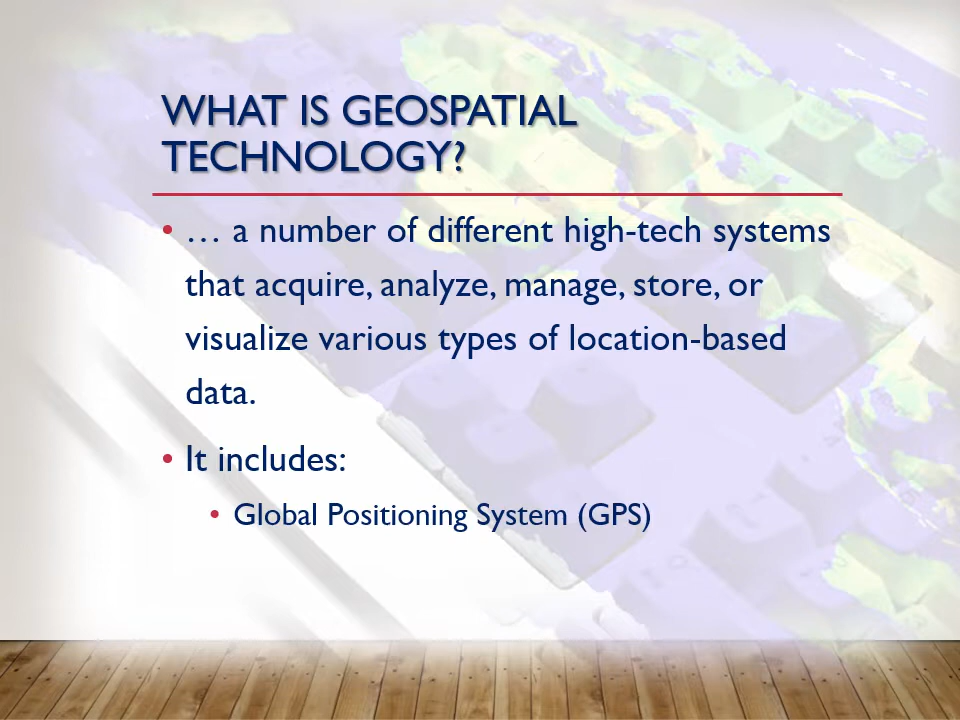 WHAT IS GEOSPATIAL
TECHNOLOGY?
• … a number of different high-tech systems
that acquire, analyze, manage, store, or
visualize various types of location-based
data.
• It includes:
• Global Positioning System (GPS)